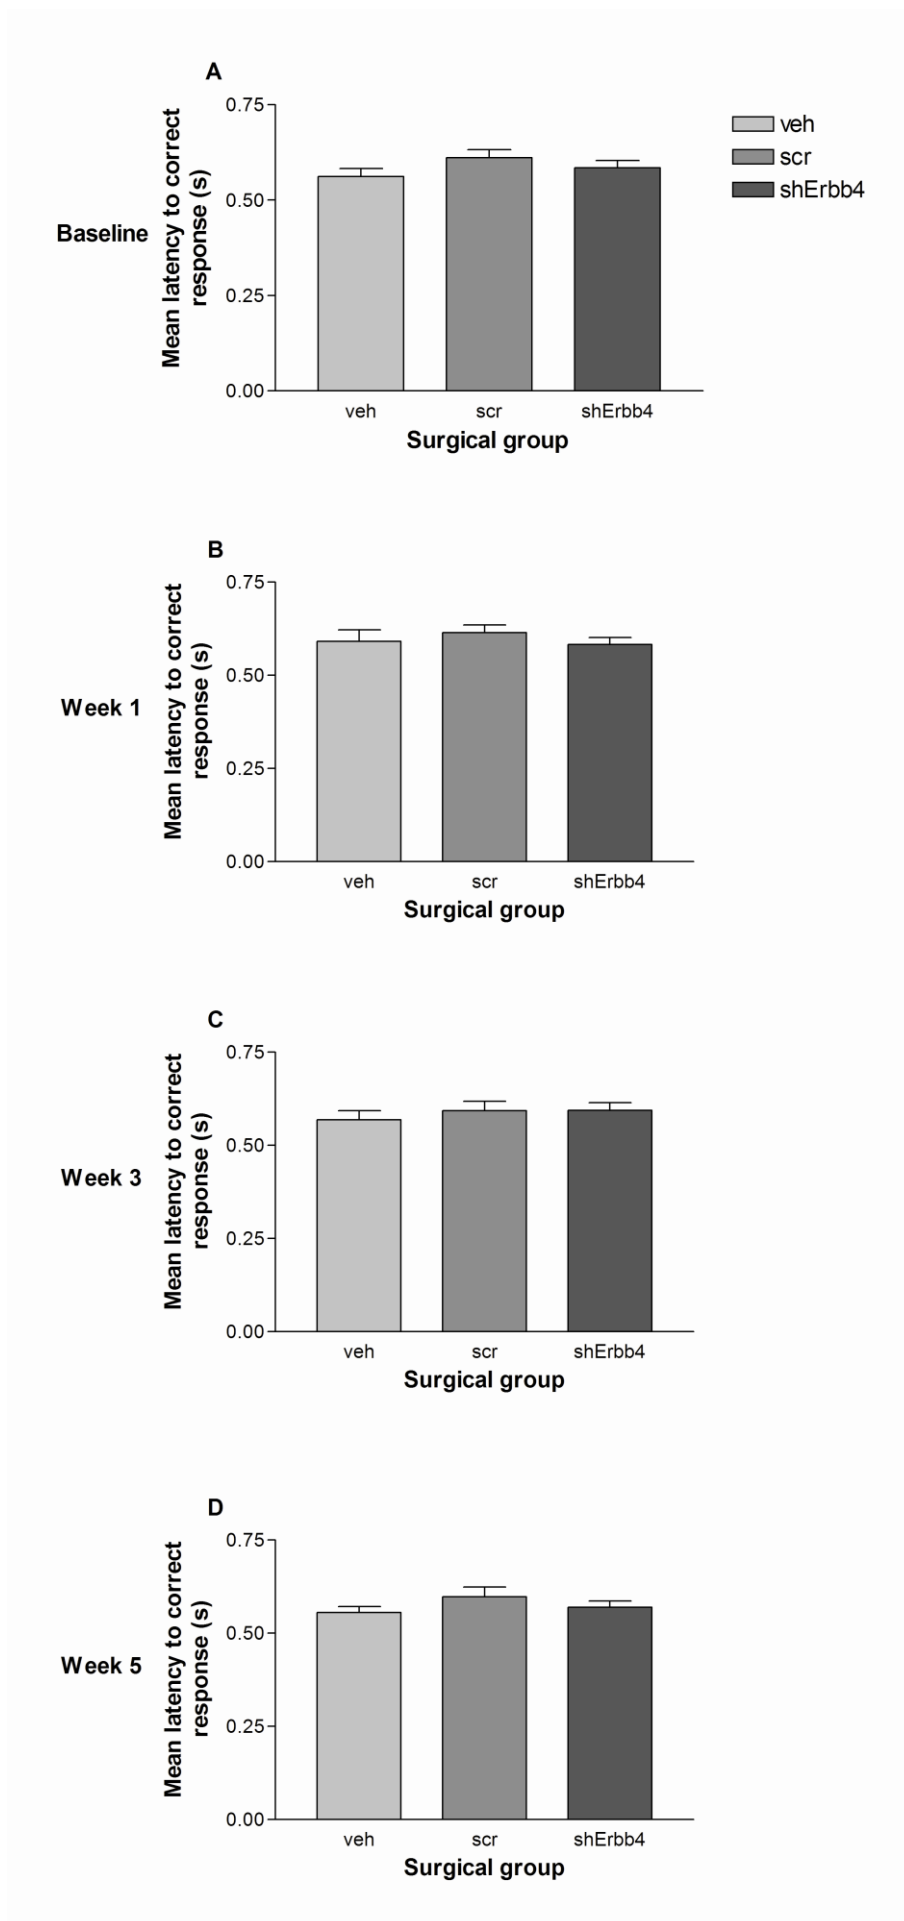 A
0.75
0.50
0.25
0.00
Baseline
Mean latency to correct
response (s)
veh
scr
shErbb4
Surgical group
veh
scr
shErbb4
B
0.75
0.50
0.25
0.00
Week 1
Mean latency to correct
response (s)
veh
scr
shErbb4
Surgical group
C
0.75
0.50
0.25
0.00
Week 3
Mean latency to correct
response (s)
veh
scr
shErbb4
Surgical group
D
0.75
0.50
0.25
0.00
Week 5
Mean latency to correct
response (s)
veh
scr
shErbb4
Surgical group